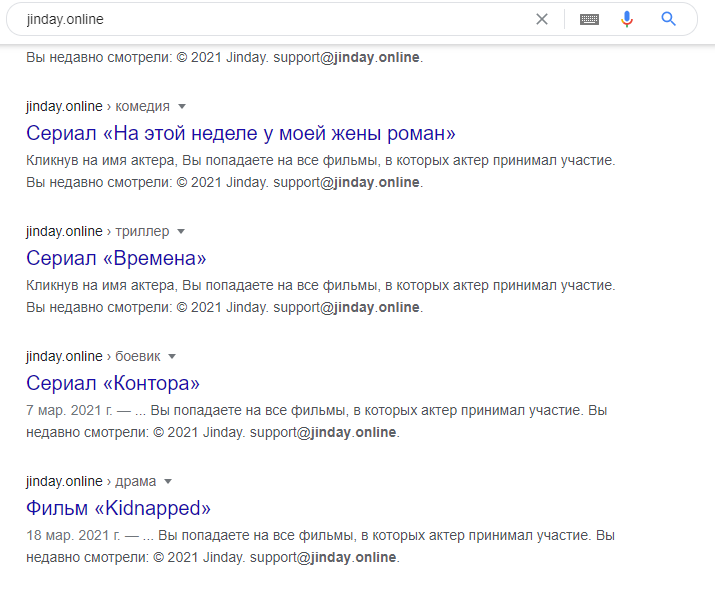 jinday.online
Вы недавно смотрели: © 2021 Jinday. support@jinday.online.
jinday.online › комедия
Сериал «На этой неделе у моей жены роман»
Кликнув на имя актера, Вы попадаете на все фильмы, в которых актер принимал участие.
Вы недавно смотрели: © 2021 Jinday. support@jinday.online.
jinday.online › триллер
Сериал «Времена»
Кликнув на имя актера, Вы попадаете на все фильмы, в которых актер принимал участие.
Вы недавно смотрели: © 2021 Jinday. support@jinday.online.
jinday.online › боевик
Сериал «Контора»
7 мар. 2021 г. — ... Вы попадаете на все фильмы, в которых актер принимал участие. Вы
недавно смотрели: © 2021 Jinday. support@jinday.online.
jinday.online › драма
Фильм «Kidnapped»
18 мар. 2021 г. — ... Вы попадаете на все фильмы, в которых актер принимал участие. Вы
недавно смотрели: © 2021 Jinday. support@jinday.online.